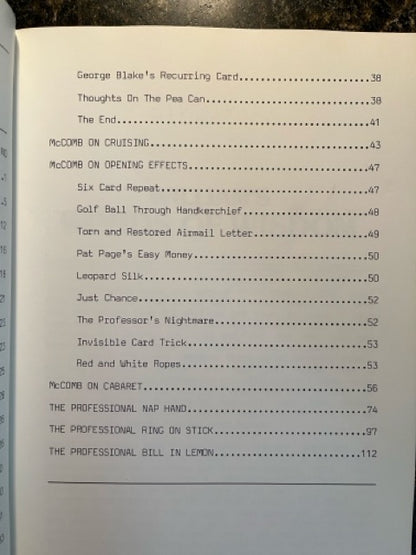 George Blake's Recurring Card........................38
Thoughts On The Pea Can..............................38
The End..............................................41
McCOMB ON CRUISING.........................................43
McCOMB ON OPENING EFFECTS..................................47
Six Card Repeat......................................47
Golf Ball Through Handkerchief.......................48
Torn and Restored Airmail Letter.....................49
Pat Page's Easy Money................................50
Leopard Silk.........................................50
Just Chance..........................................52
The Professor's Nightmare............................52
Invisible Card Trick.................................53
Red and White Ropes..................................53
McCOMB ON CABARET..........................................56
THE PROFESSIONAL NAP HAND..................................74
THE PROFESSIONAL RING ON STICK.............................97
THE PROFESSIONAL BILL IN LEMON............................112